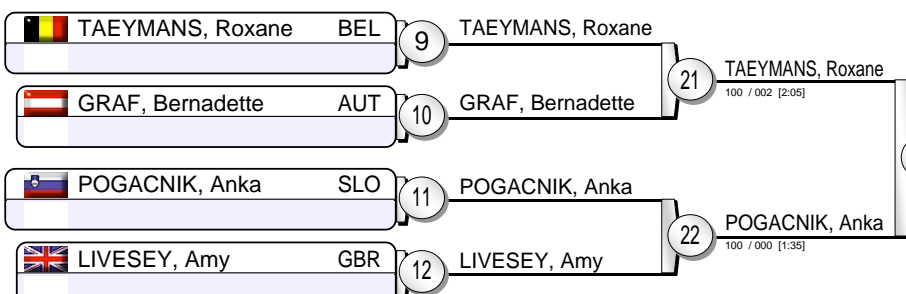 TAEYMANS, Roxane BEL
9
TAEYMANS, Roxane
GRAF, Bernadette AUT
10
GRAF, Bernadette
21
TAEYMANS, Roxane
100 / 002 [2:05]
POGACNIK, Anka SLO
11
POGACNIK, Anka
LIVESEY, Amy GBR
12
LIVESEY, Amy
22
POGACNIK, Anka
100 / 000 [1:35]